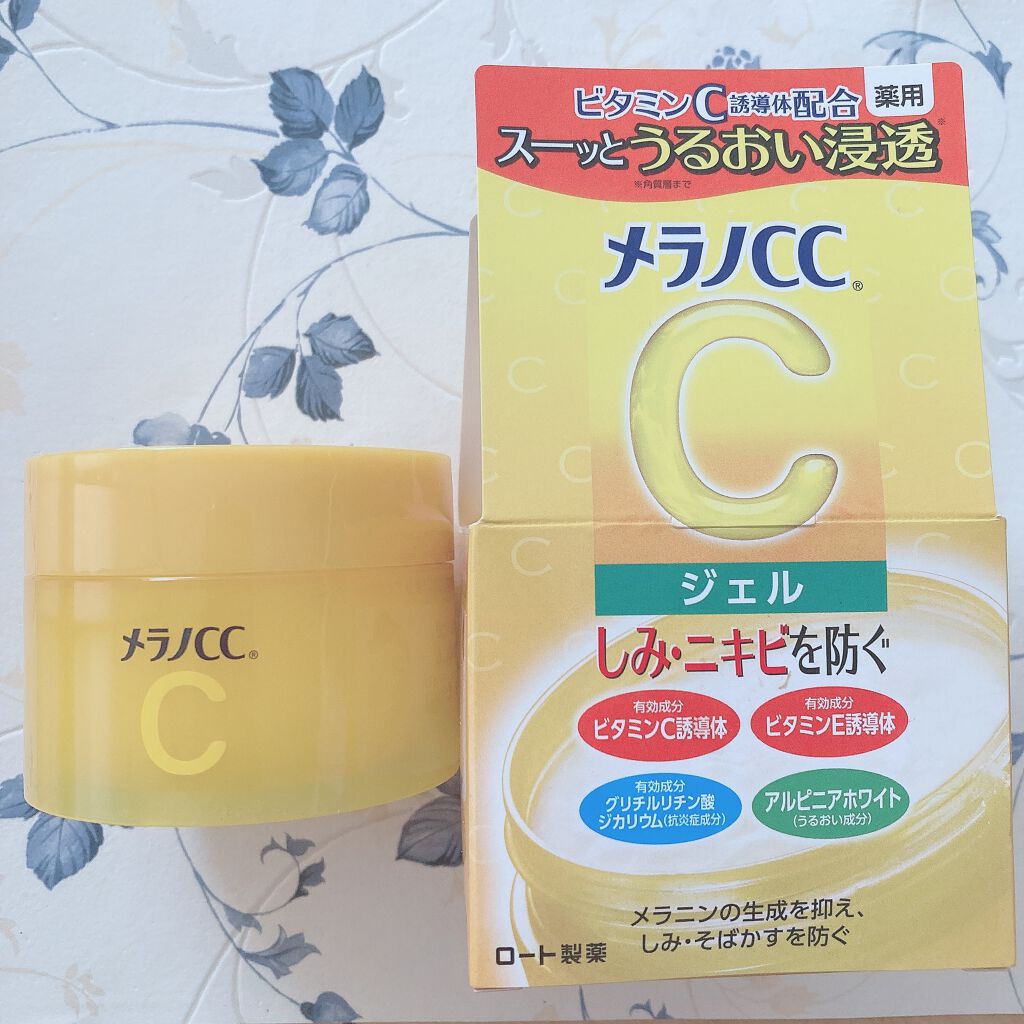 ビタミンC誘導体配合
薬用
スーッとうるおい浸透※
※角質層まで
メラノCC®
C
ジェル
しみ・ニキビを防ぐ
有効成分
ビタミンC誘導体
有効成分
ビタミンE誘導体
有効成分
グリチルリチン酸
ジカリウム(抗炎症成分)
アルピニアホワイト
(うるおい成分)
メラニンの生成を抑え、
しみ・そばかすを防ぐ
ロート製薬
メラノCC®
C